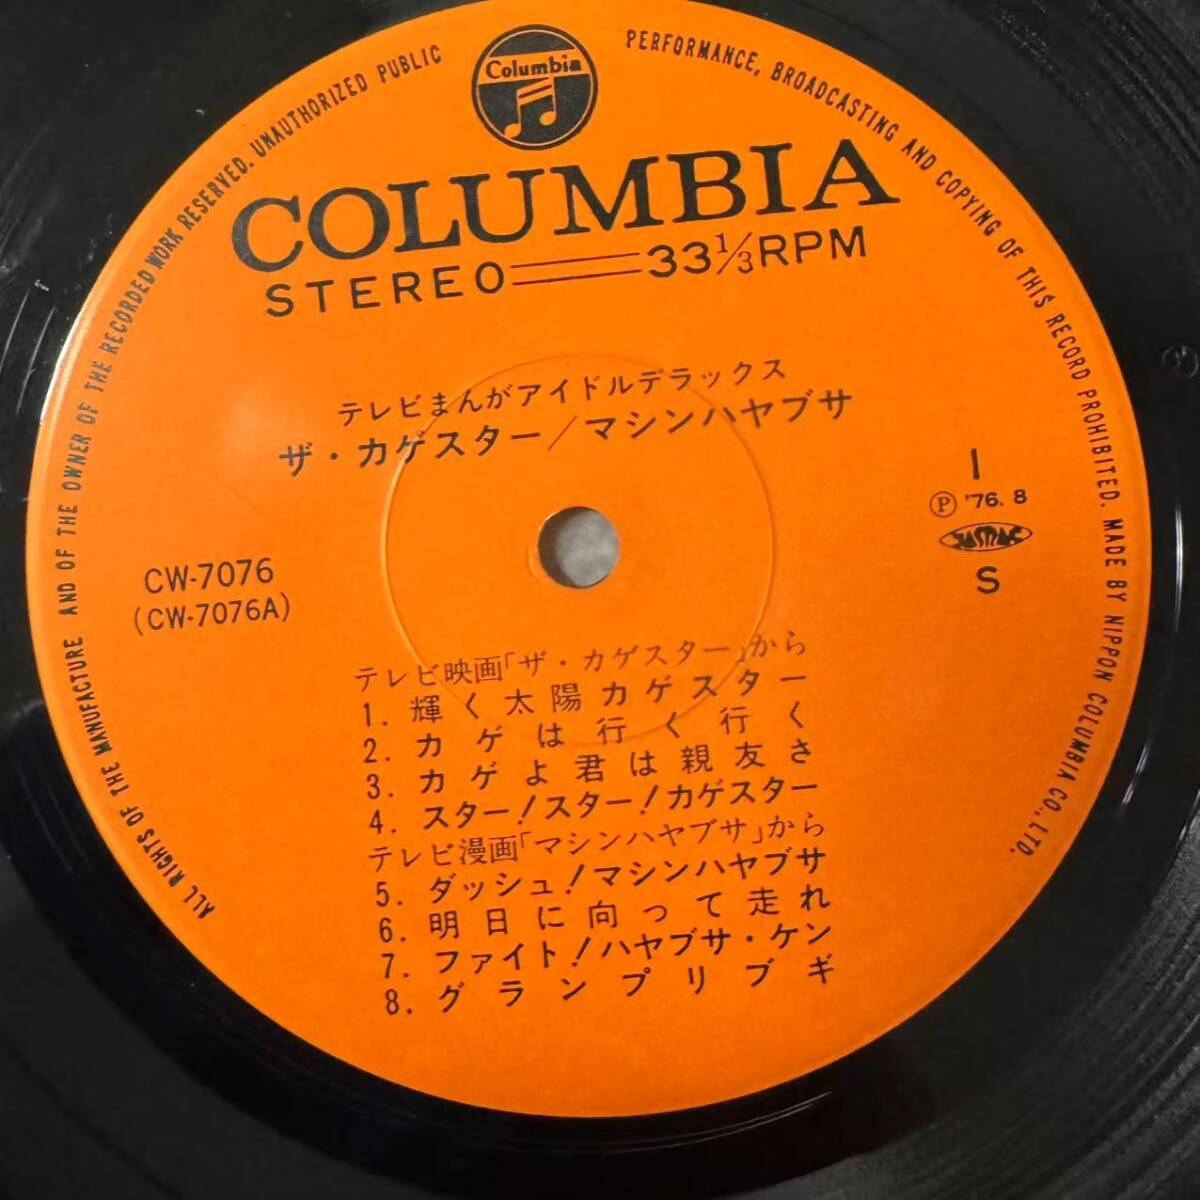 Columbia
COLUMBIA
STEREO 33 1/3 RPM
テレビまんがアイドルデラックス
ザ・カゲスター/マシンハヤブサ
1
Ⓟ '76. 8
JASRAC
S
CW-7076
(CW-7076A)
テレビ映画「ザ・カゲスター」から
1. 輝く太陽カゲスター
2. カゲは行く行く
3. カゲよ君は親友さ
4. スター!スター!カゲスター
テレビ漫画「マシンハヤブサ」から
5. ダッシュ!マシンハヤブサ
6. 明日に向って走れ
7. ファイト!ハヤブサ・ケン
8. グランプリブギ
ALL RIGHTS OF THE MANUFACTURE AND OF THE OWNER OF THE RECORDED WORK RESERVED. UNAUTHORIZED PUBLIC PERFORMANCE, BROADCASTING AND COPYING OF THIS RECORD PROHIBITED. MADE BY NIPPON COLUMBIA CO., LTD.